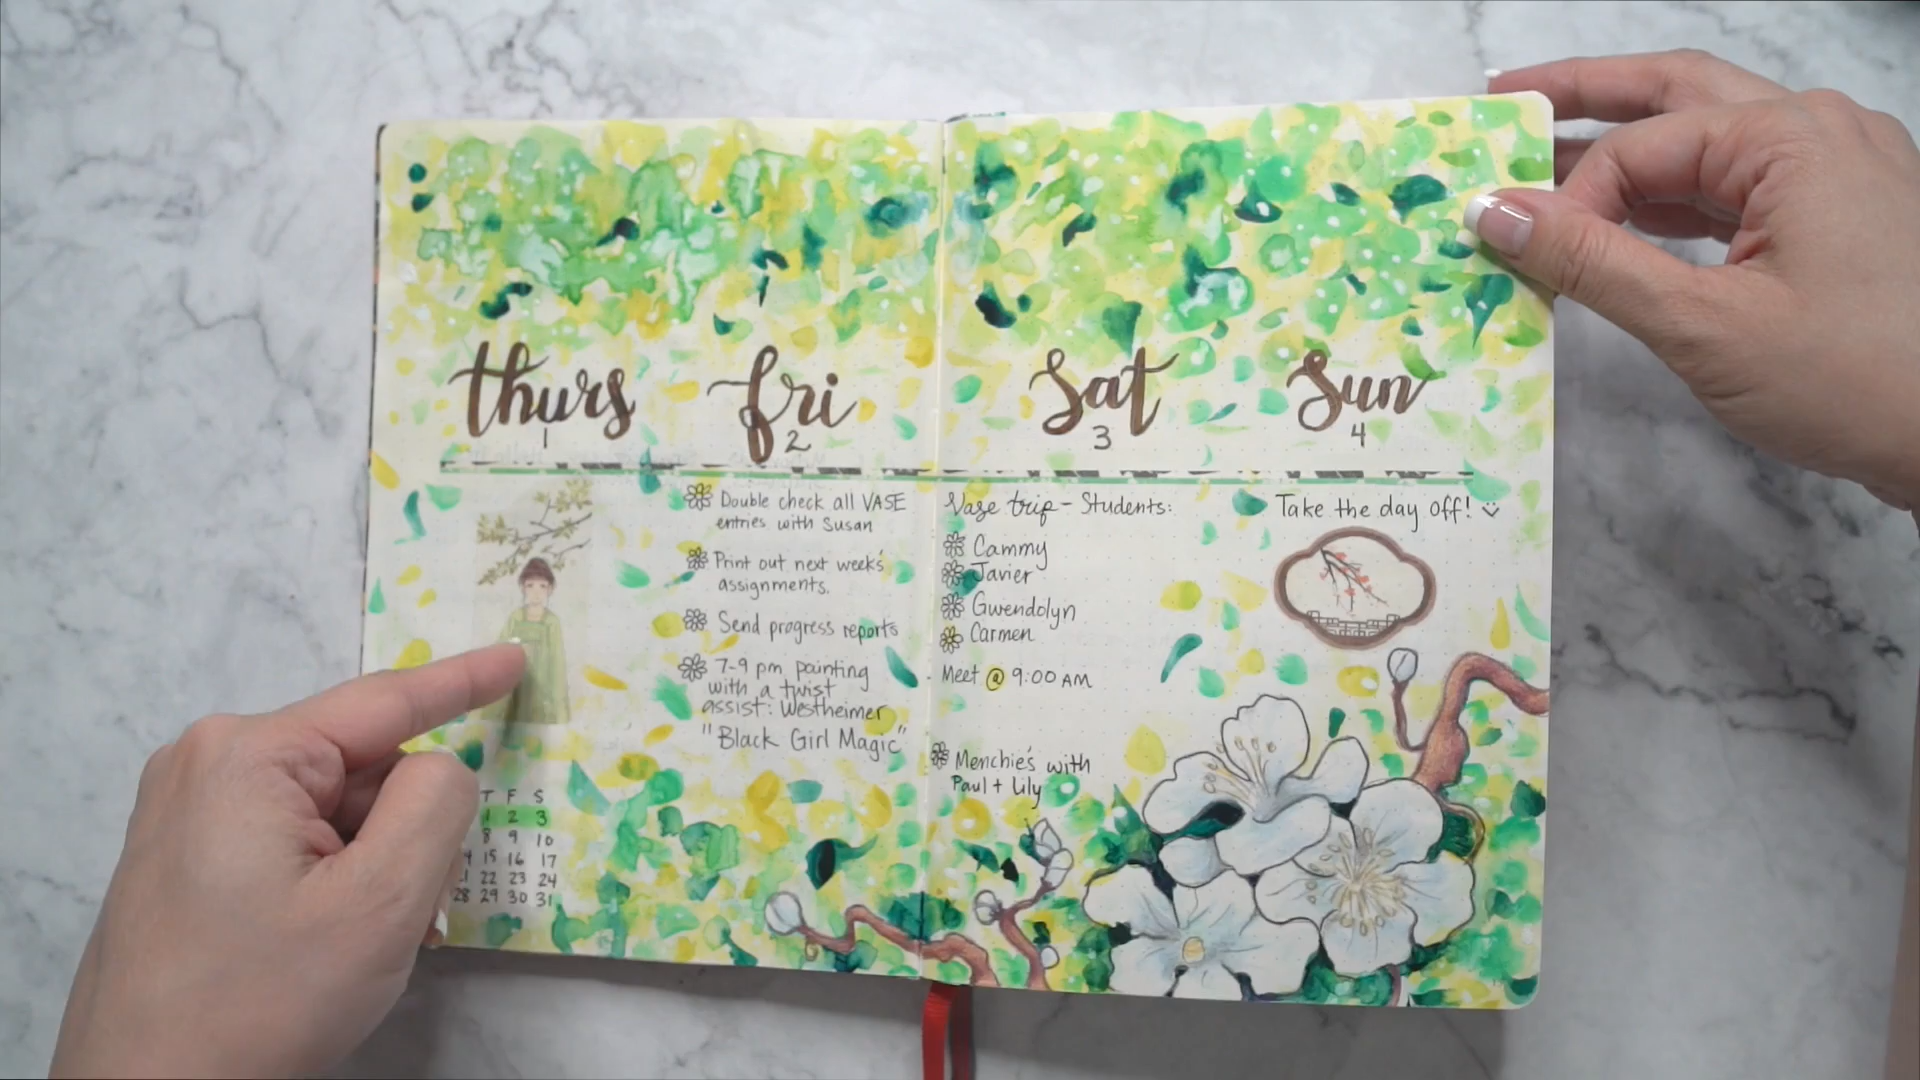 thurs
1
fri
2
sat
3
sun
4
Double check all VASE
entries with Susan
Print out next week's
assignments.
Send progress reports
7-9 pm painting
with a twist
assist: Westheimer
"Black Girl Magic"
Vase trip - Students:
Cammy
Javier
Gwendolyn
Carmen
Meet @ 9:00 AM
Menchie's with
Paul + Lily
Take the day off!
T F S
1 2 3
8 9 10
15 16 17
22 23 24
28 29 30 31